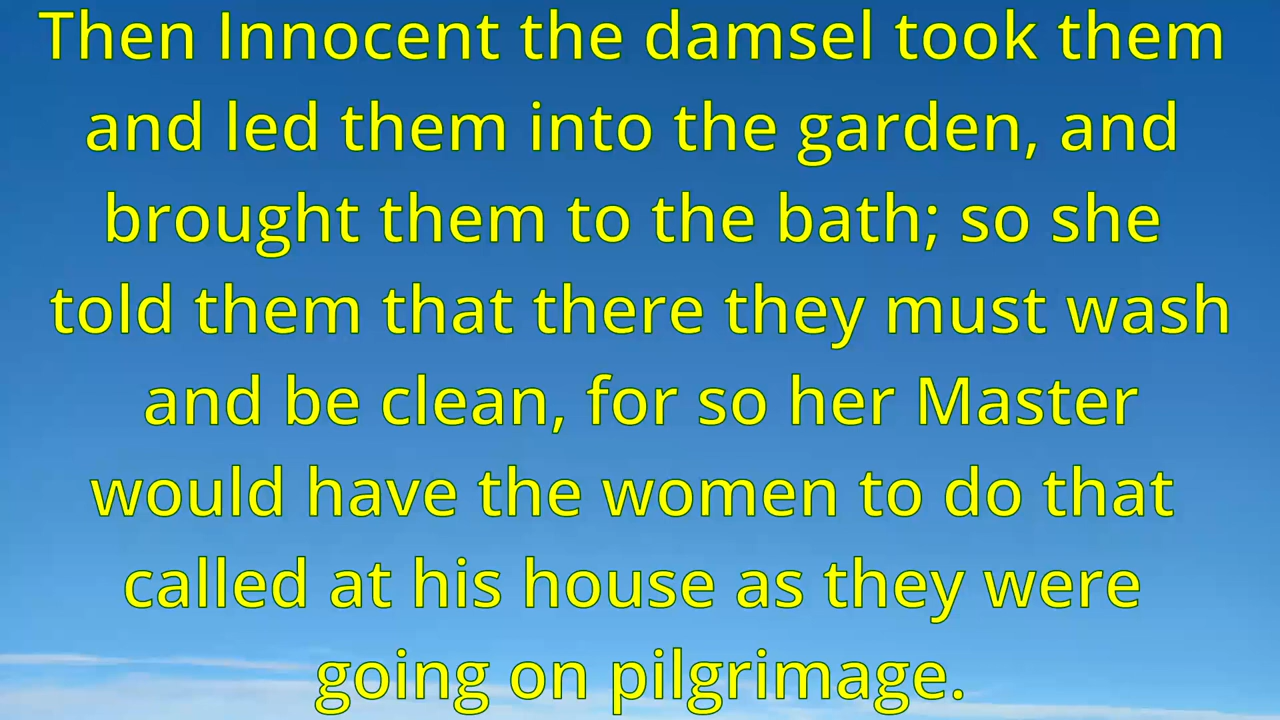 Then Innocent the damsel took them
and led them into the garden, and
brought them to the bath; so she
told them that there they must wash
and be clean, for so her Master
would have the women to do that
called at his house as they were
going on pilgrimage.